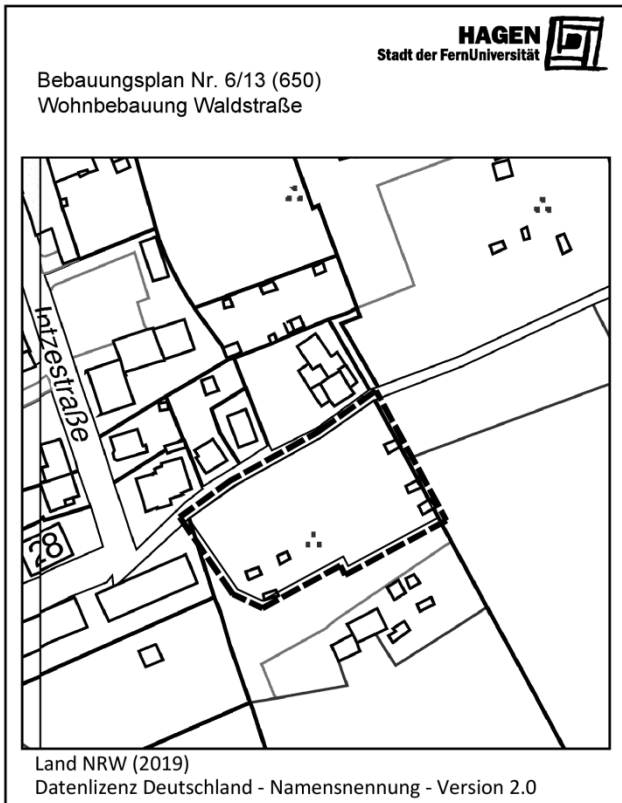 HAGEN
Stadt der FernUniversität
Bebauungsplan Nr. 6/13 (650)
Wohnbebauung Waldstraße
Intzestraße
28
Land NRW (2019)
Datenlizenz Deutschland - Namensnennung - Version 2.0